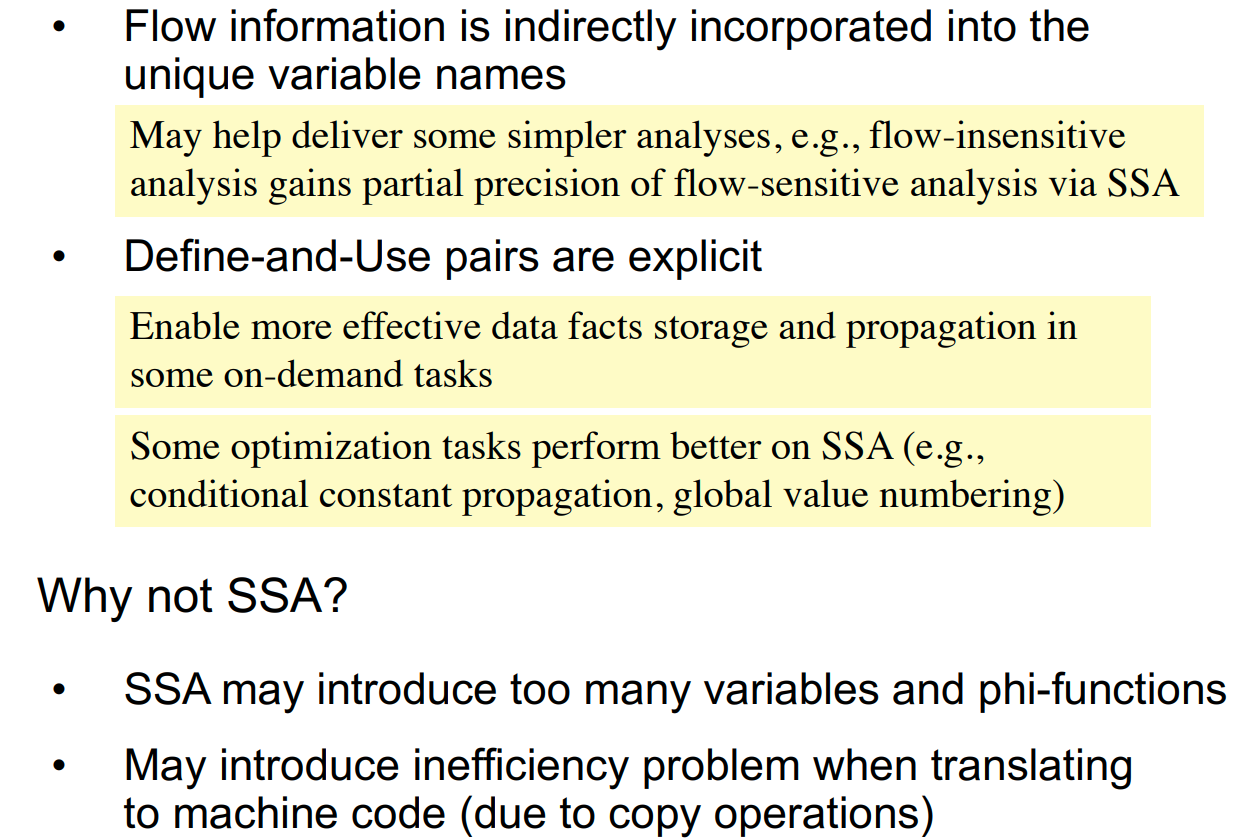 • Flow information is indirectly incorporated into the
unique variable names
May help deliver some simpler analyses, e.g., flow-insensitive
analysis gains partial precision of flow-sensitive analysis via SSA
• Define-and-Use pairs are explicit
Enable more effective data facts storage and propagation in
some on-demand tasks
Some optimization tasks perform better on SSA (e.g.,
conditional constant propagation, global value numbering)
Why not SSA?
• SSA may introduce too many variables and phi-functions
• May introduce inefficiency problem when translating
to machine code (due to copy operations)